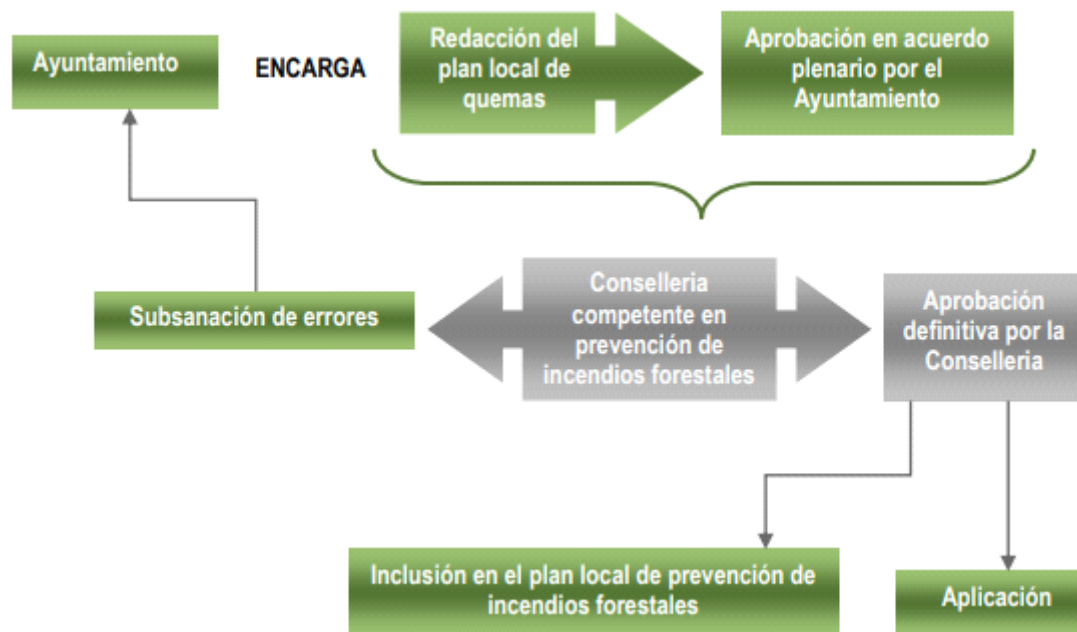 Ayuntamiento
ENCARGA
Redacción del
plan local de
quemas
Aprobación en acuerdo
plenario por el
Ayuntamiento
Subsanación de errores
Conselleria
competente en
prevención de
incendios forestales
Aprobación
definitiva por la
Conselleria
Inclusión en el plan local de prevención de
incendios forestales
Aplicación